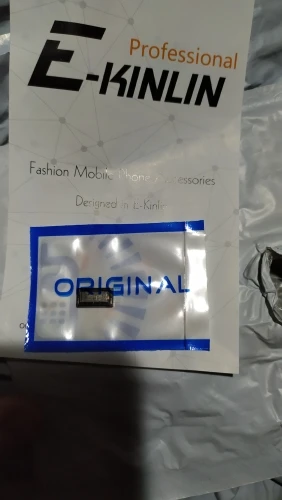 Professional
E-KINLIN
Fashion Mobile Phone Accessories
Designed in E-Kinlin
ORIGINAL